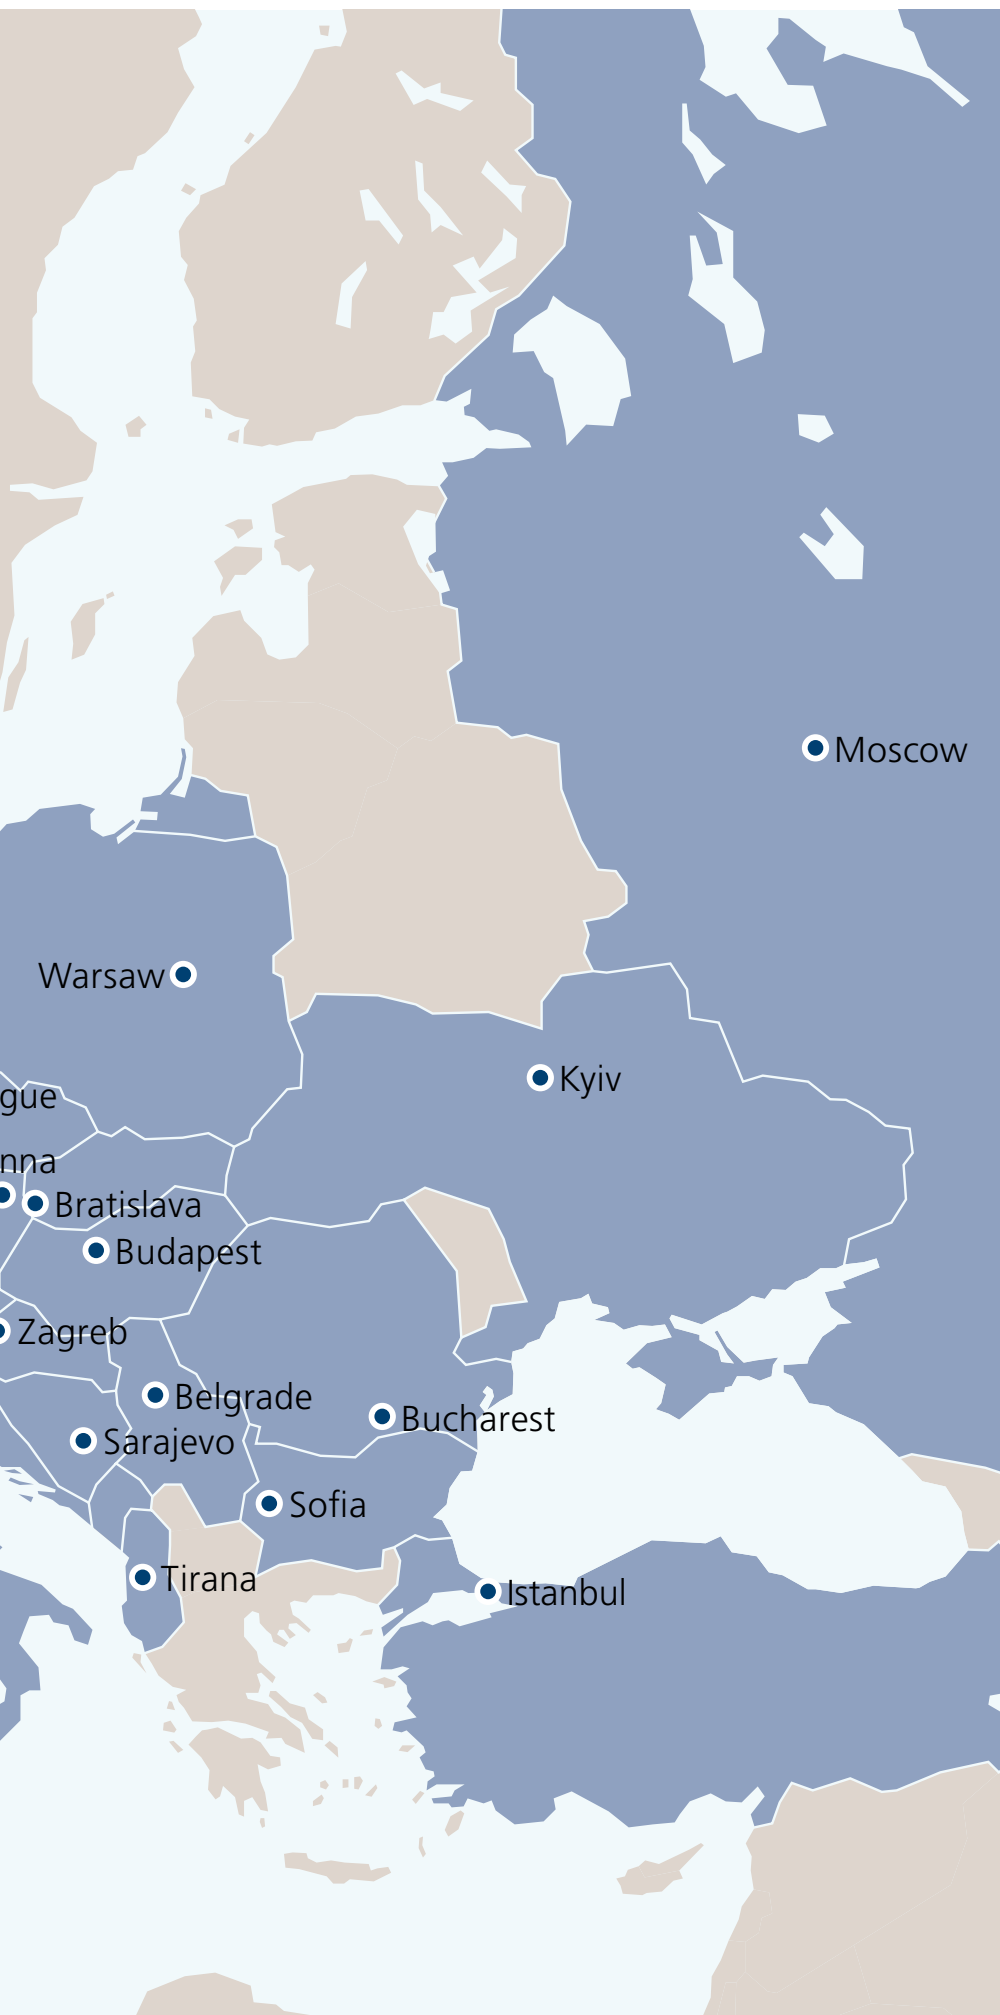 Moscow
Warsaw
Kyiv
gue
nna
Bratislava
Budapest
Zagreb
Belgrade
Bucharest
Sarajevo
Sofia
Tirana
Istanbul